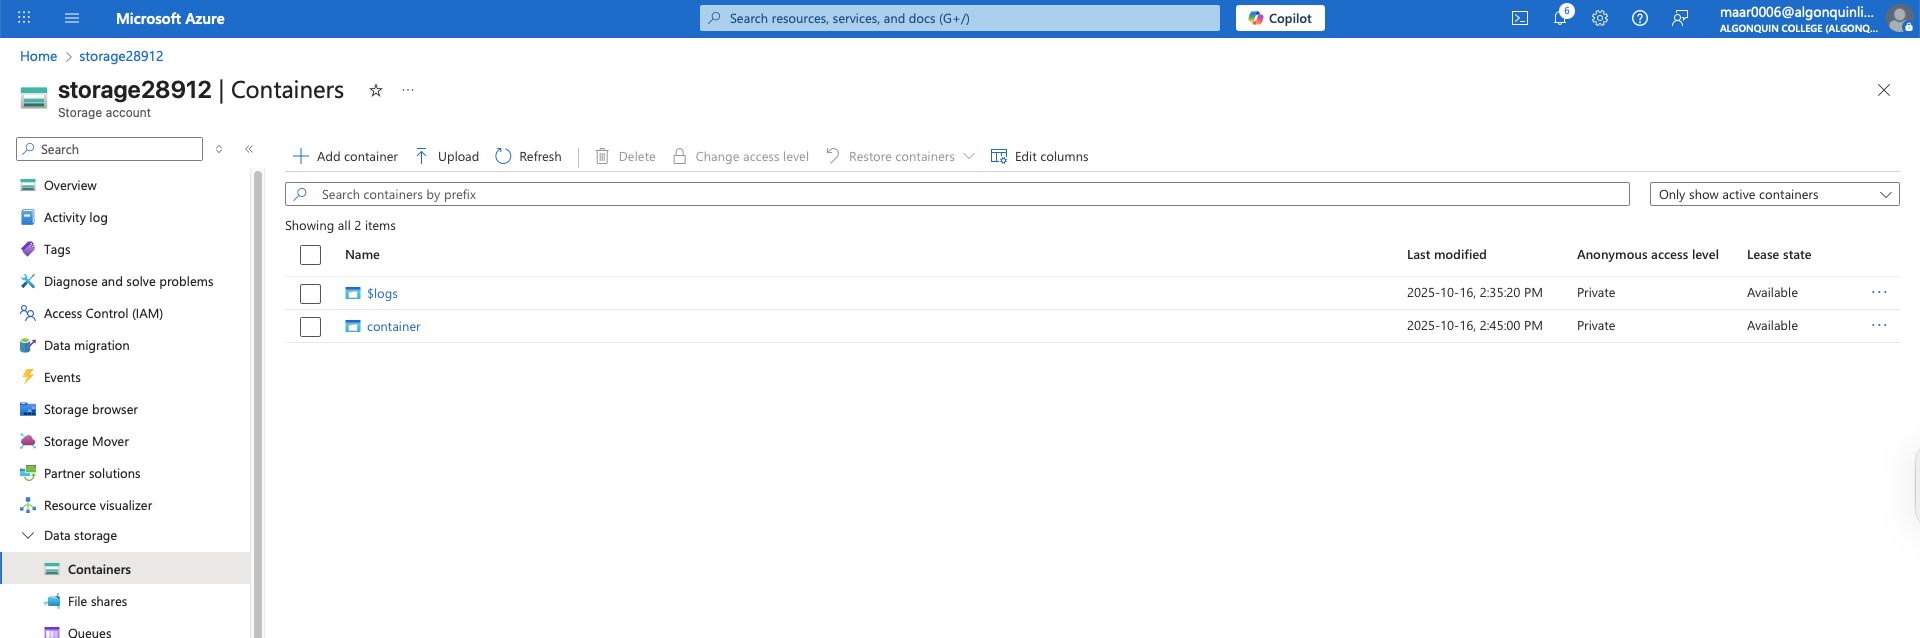 Microsoft Azure
Search resources, services, and docs (G+/)
Copilot
6
maar0006@algonquinli...
ALGONQUIN COLLEGE (ALGONQ...
Home > storage28912
storage28912 | Containers
Storage account
Search
Add container
Upload
Refresh
Delete
Change access level
Restore containers
Edit columns
Overview
Activity log
Tags
Diagnose and solve problems
Access Control (IAM)
Data migration
Events
Storage browser
Storage Mover
Partner solutions
Resource visualizer
Data storage
Containers
File shares
Queues
Search containers by prefix
Only show active containers
Showing all 2 items
Name Last modified Anonymous access level Lease state
$logs 2025-10-16, 2:35:20 PM Private Available
container 2025-10-16, 2:45:00 PM Private Available